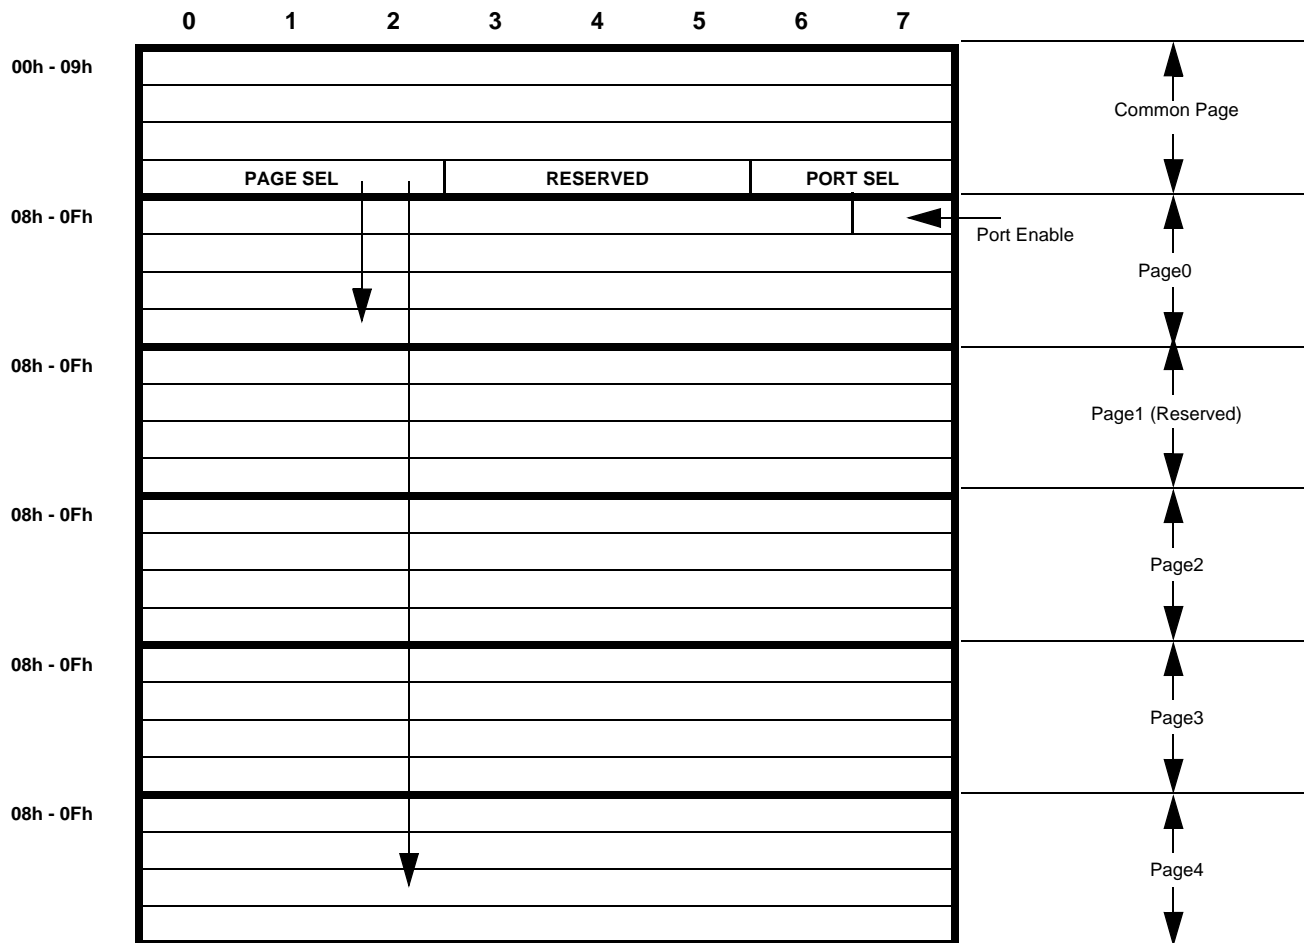 0 1 2 3 4 5 6 7
00h - 09h
Common Page
PAGE SEL RESERVED PORT SEL
08h - 0Fh
Port Enable
Page0
08h - 0Fh
Page1 (Reserved)
08h - 0Fh
Page2
08h - 0Fh
Page3
08h - 0Fh
Page4